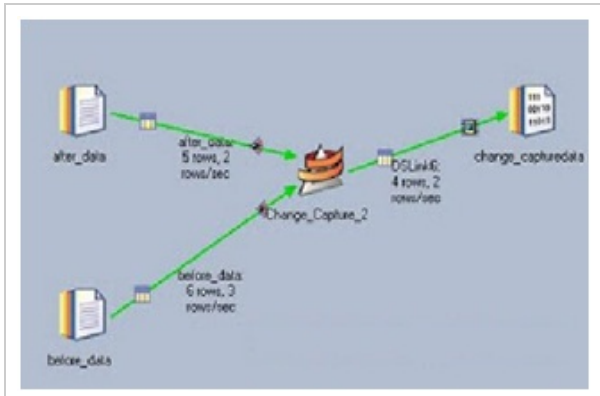 after_data
after_data:
5 rows, 2
rows/sec
Change_Capture_2
DSLink6:
4 rows, 2
rows/sec
change_capturedata
before_data:
6 rows, 3
rows/sec
before_data